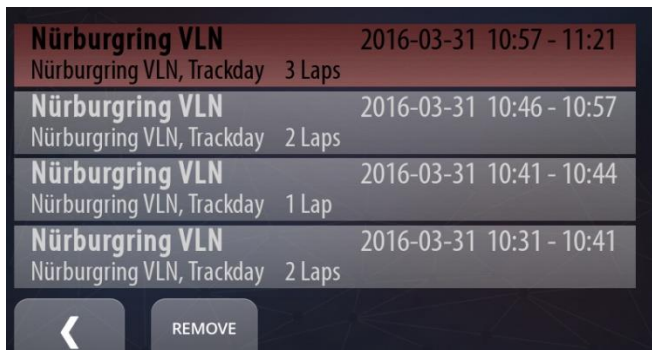 Nürburgring VLN 2016-03-31 10:57 - 11:21
Nürburgring VLN, Trackday 3 Laps
Nürburgring VLN 2016-03-31 10:46 - 10:57
Nürburgring VLN, Trackday 2 Laps
Nürburgring VLN 2016-03-31 10:41 - 10:44
Nürburgring VLN, Trackday 1 Lap
Nürburgring VLN 2016-03-31 10:31 - 10:41
Nürburgring VLN, Trackday 2 Laps
REMOVE